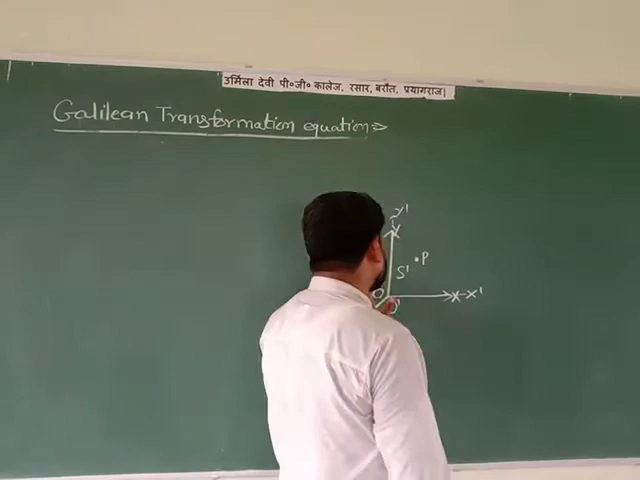 उर्मिला देवी पी०जी० कालेज, रसार, बरौत, प्रयागराज।
Galilean Transformation equation⇒
y'
y
S' •P
O X-X'
O'